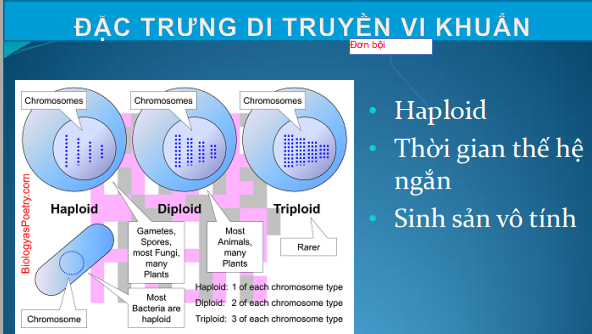 ĐẶC TRƯNG DI TRUYỀN VI KHUẨN
Đơn bội
Chromosomes
Chromosomes
Chromosomes
Haploid
Diploid
Triploid
Gametes,
Spores,
most Fungi,
many
Plants
Most
Animals,
many
Plants
Rarer
BiologyasPoetry.com
Chromosome
Most
Bacteria are
haploid
Haploid: 1 of each chromosome type
Diploid: 2 of each chromosome type
Triploid: 3 of each chromosome type
• Haploid
• Thời gian thế hệ
ngắn
• Sinh sản vô tính